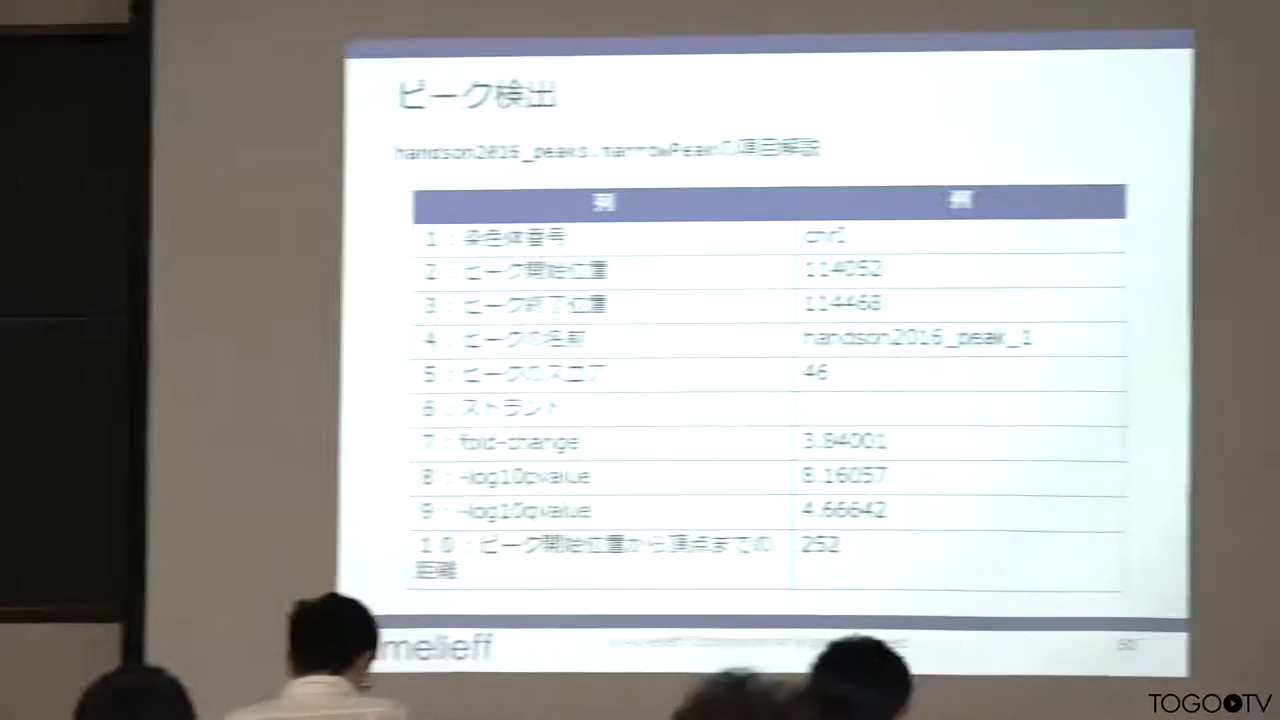 ピーク検出
handson2016_peaks.narrowPeakの項目解説
列 例
1：染色体番号 chr1
2：ピーク開始位置 114052
3：ピーク終了位置 114468
4：ピークの名前 handson2016_peak_1
5：ピークのスコア 46
6：ストランド .
7：fold-change 3.84001
8：-log10pvalue 8.16057
9：-log10qvalue 4.66642
10：ピーク開始位置から頂点までの 252
距離
melieff
TOGOTV